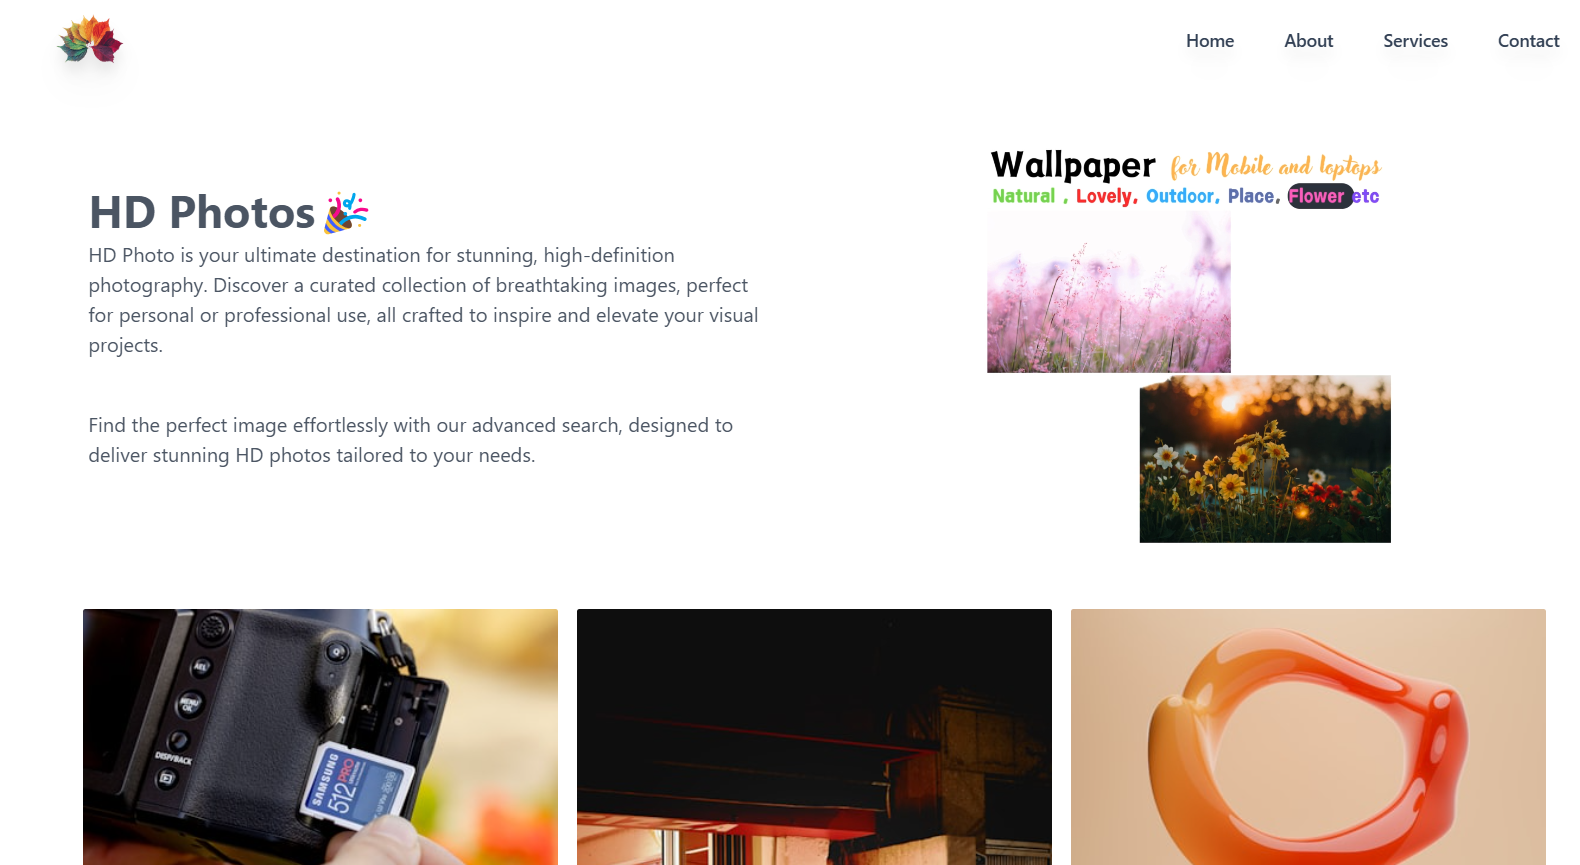 Home About Services Contact
HD Photos
HD Photo is your ultimate destination for stunning, high-definition
photography. Discover a curated collection of breathtaking images, perfect
for personal or professional use, all crafted to inspire and elevate your visual
projects.
Find the perfect image effortlessly with our advanced search, designed to
deliver stunning HD photos tailored to your needs.
Wallpaper for Mobile and loptops
Natural , Lovely, Outdoor, Place, Flower etc
AEL
MENU
OK
DISP/BACK
Q
SAMSUNG
PRO
512